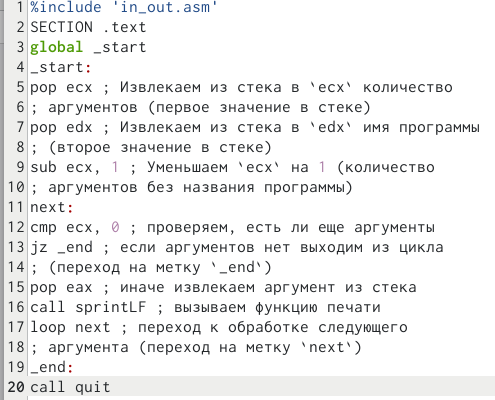 1 %include 'in_out.asm'
2 SECTION .text
3 global _start
4 _start:
5 pop ecx ; Извлекаем из стека в `ecx` количество
6 ; аргументов (первое значение в стеке)
7 pop edx ; Извлекаем из стека в `edx` имя программы
8 ; (второе значение в стеке)
9 sub ecx, 1 ; Уменьшаем `ecx` на 1 (количество
10 ; аргументов без названия программы)
11 next:
12 cmp ecx, 0 ; проверяем, есть ли еще аргументы
13 jz _end ; если аргументов нет выходим из цикла
14 ; (переход на метку `_end`)
15 pop eax ; иначе извлекаем аргумент из стека
16 call sprintLF ; вызываем функцию печати
17 loop next ; переход к обработке следующего
18 ; аргумента (переход на метку `next`)
19 _end:
20 call quit